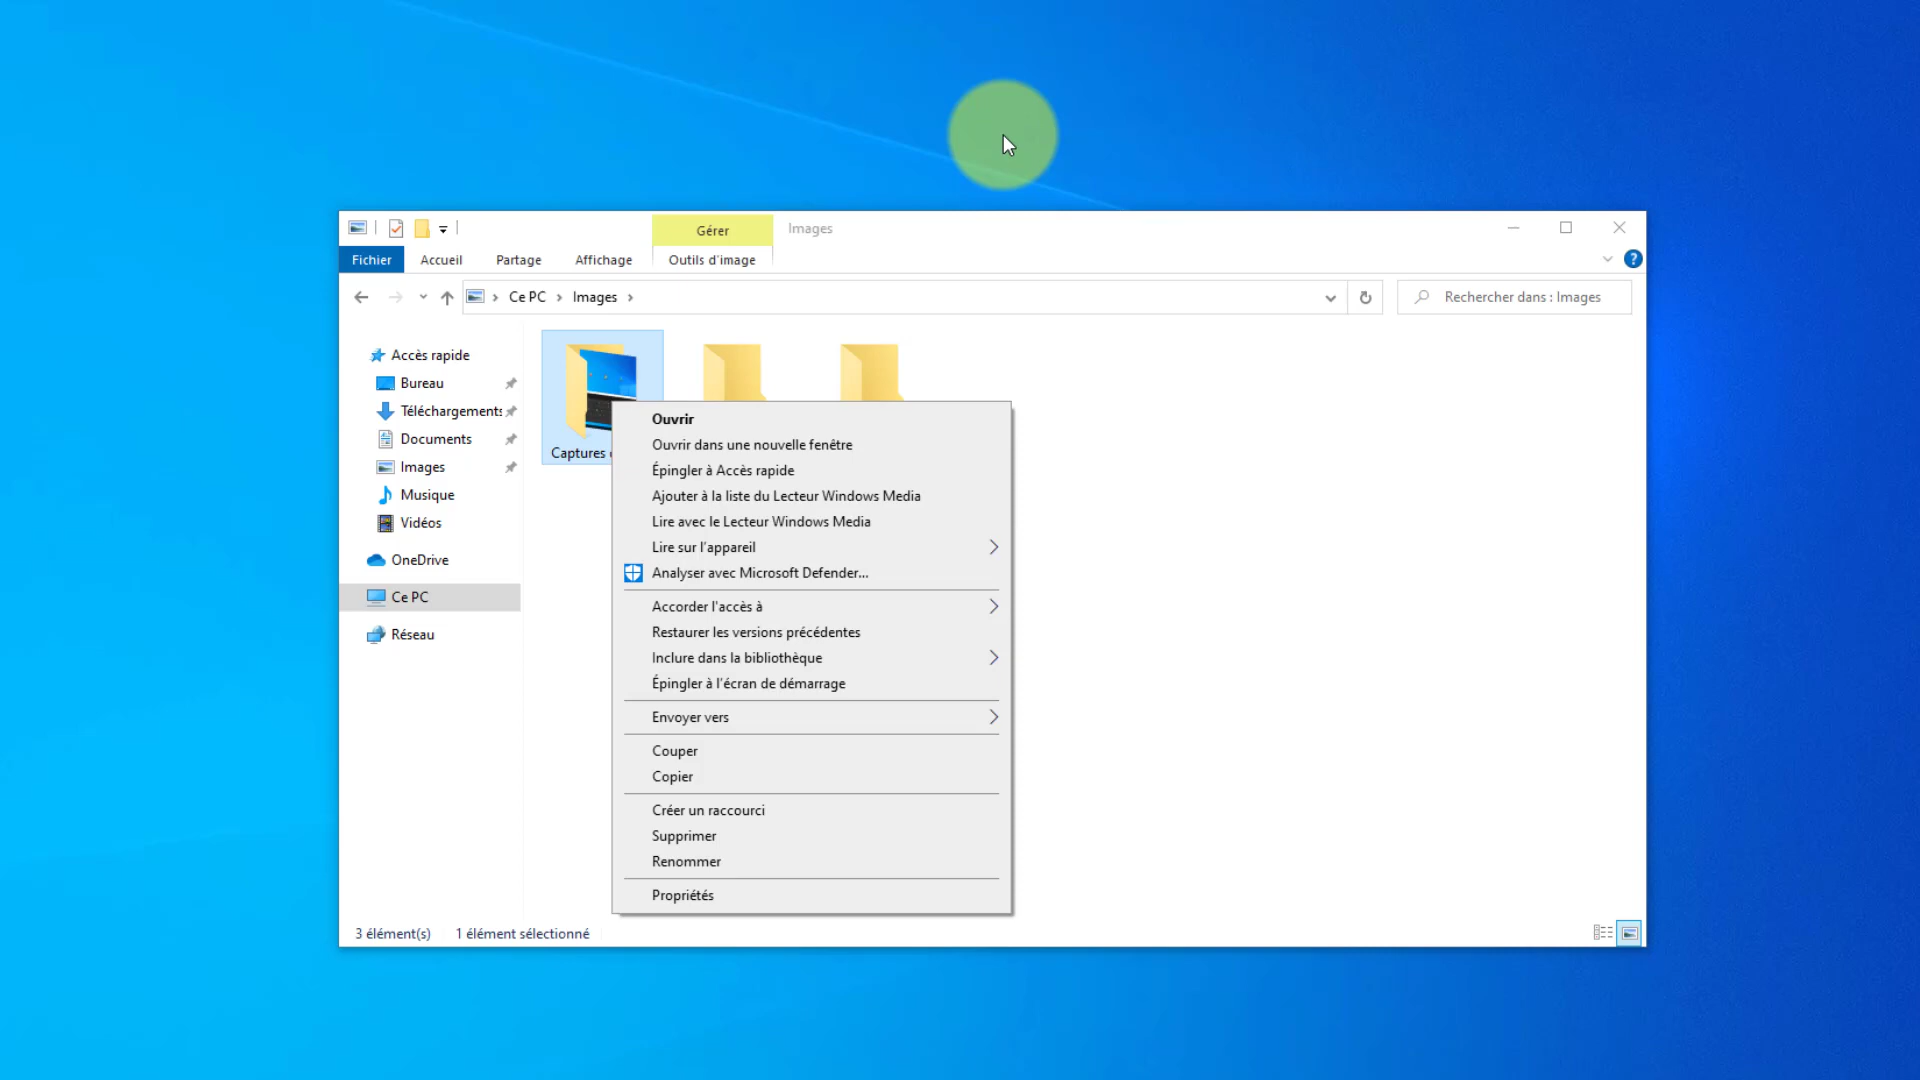 Gérer
Images
Fichier
Accueil
Partage
Affichage
Outils d'image
Ce PC
Images
Rechercher dans : Images
Accès rapide
Bureau
Téléchargements
Documents
Images
Musique
Vidéos
OneDrive
Ce PC
Réseau
Captures
Ouvrir
Ouvrir dans une nouvelle fenêtre
Épingler à Accès rapide
Ajouter à la liste du Lecteur Windows Media
Lire avec le Lecteur Windows Media
Lire sur l'appareil
Analyser avec Microsoft Defender...
Accorder l'accès à
Restaurer les versions précédentes
Inclure dans la bibliothèque
Épingler à l'écran de démarrage
Envoyer vers
Couper
Copier
Créer un raccourci
Supprimer
Renommer
Propriétés
3 élément(s)
1 élément sélectionné